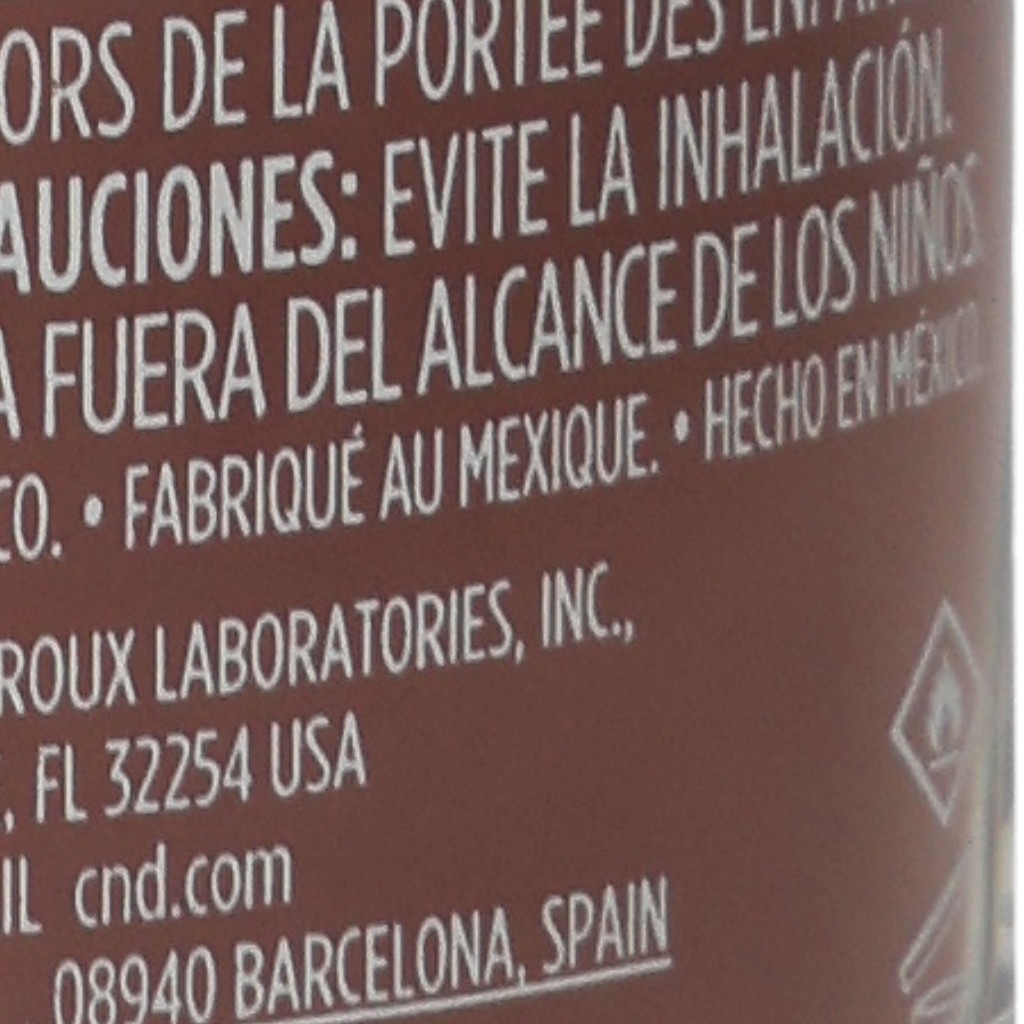 ORS DE LA PORTÉE DES ENFAN
AUCIONES: EVITE LA INHALACIÓN.
A FUERA DEL ALCANCE DE LOS NIÑOS.
CO. • FABRIQUÉ AU MEXIQUE. • HECHO EN MÉXICO.
ROUX LABORATORIES, INC.,
, FL 32254 USA
IL cnd.com
08940 BARCELONA, SPAIN